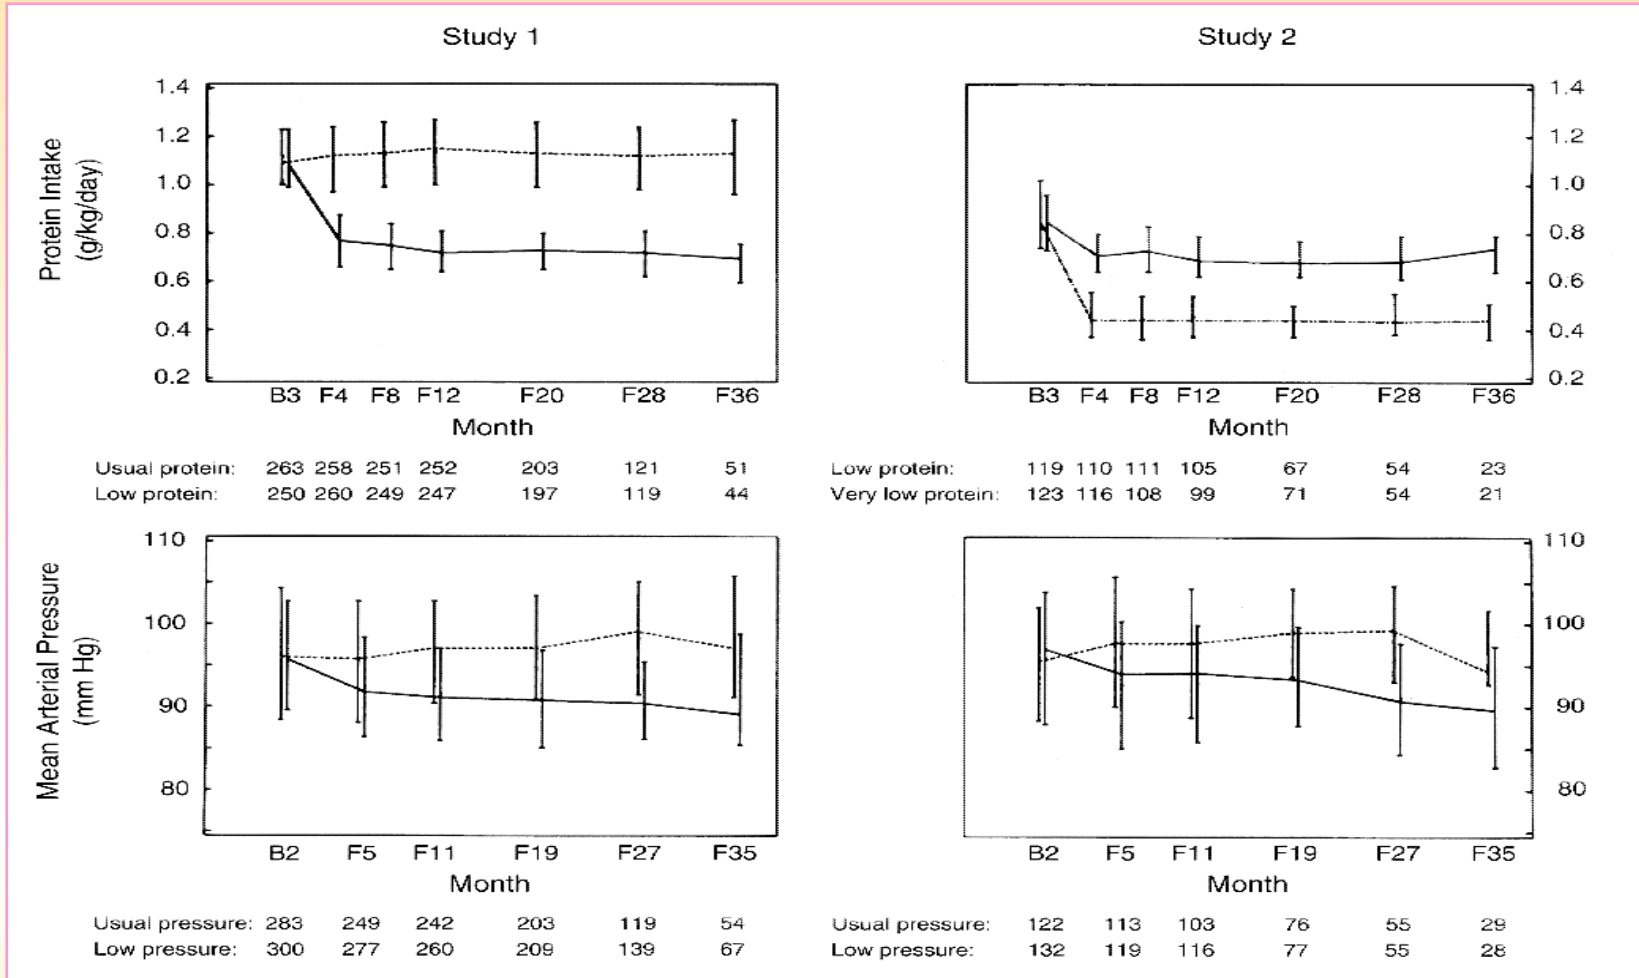 Study 1
Study 2
Protein Intake
(g/kg/day)
1.4
1.2
1.0
0.8
0.6
0.4
0.2
1.4
1.2
1.0
0.8
0.6
0.4
0.2
B3 F4 F8 F12 F20 F28 F36
B3 F4 F8 F12 F20 F28 F36
Month
Month
Usual protein: 263 258 251 252 203 121 51
Low protein: 250 260 249 247 197 119 44
Low protein: 119 110 111 105 67 54 23
Very low protein: 123 116 108 99 71 54 21
Mean Arterial Pressure
(mm Hg)
110
100
90
80
110
100
90
80
B2 F5 F11 F19 F27 F35
B2 F5 F11 F19 F27 F35
Month
Month
Usual pressure: 283 249 242 203 119 54
Low pressure: 300 277 260 209 139 67
Usual pressure: 122 113 103 76 55 29
Low pressure: 132 119 116 77 55 28